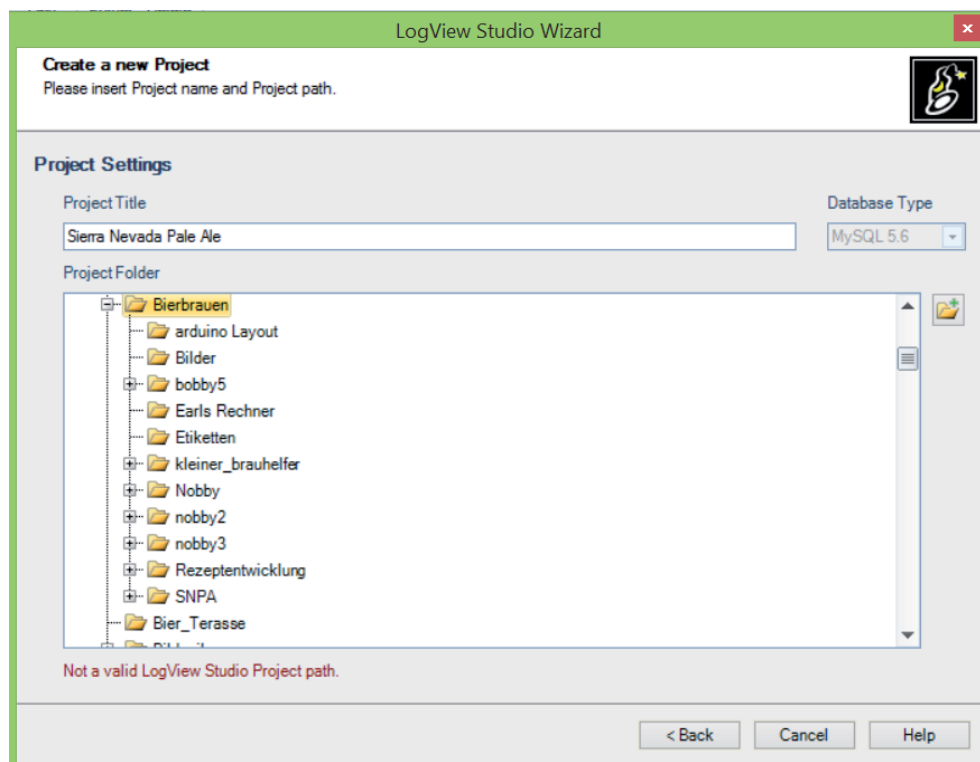 LogView Studio Wizard
Create a new Project
Please insert Project name and Project path.
Project Settings
Project Title
Database Type
Sierra Nevada Pale Ale
MySQL 5.6
Project Folder
Bierbrauen
arduino Layout
Bilder
bobby5
Earls Rechner
Etiketten
kleiner_brauhelfer
Nobby
nobby2
nobby3
Rezeptentwicklung
SNPA
Bier_Terasse
Not a valid LogView Studio Project path.
< Back
Cancel
Help